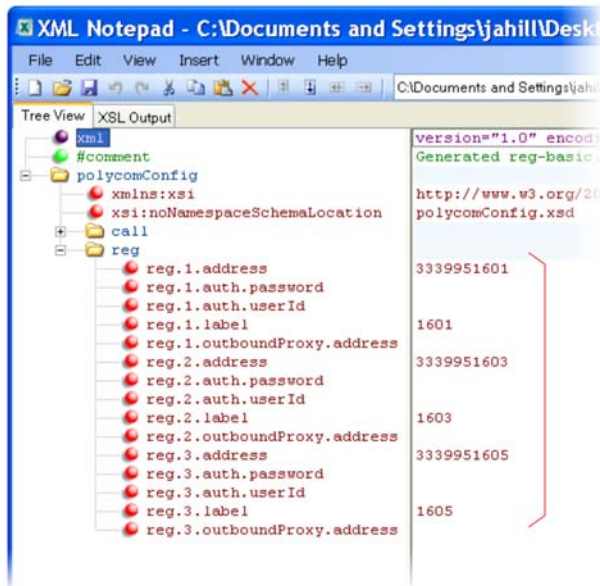 XML Notepad - C:\Documents and Settings\jahill\Desk
File Edit View Insert Window Help
C:\Documents and Settings\jahill
Tree View XSL Output
xml version="1.0" encodi
#comment Generated reg-basic.
polycomConfig
xmlns:xsi http://www.w3.org/20
xsi:noNamespaceSchemaLocation polycomConfig.xsd
call
reg
reg.1.address 3339951601
reg.1.auth.password
reg.1.auth.userId
reg.1.label 1601
reg.1.outboundProxy.address
reg.2.address 3339951603
reg.2.auth.password
reg.2.auth.userId
reg.2.label 1603
reg.2.outboundProxy.address
reg.3.address 3339951605
reg.3.auth.password
reg.3.auth.userId
reg.3.label 1605
reg.3.outboundProxy.address